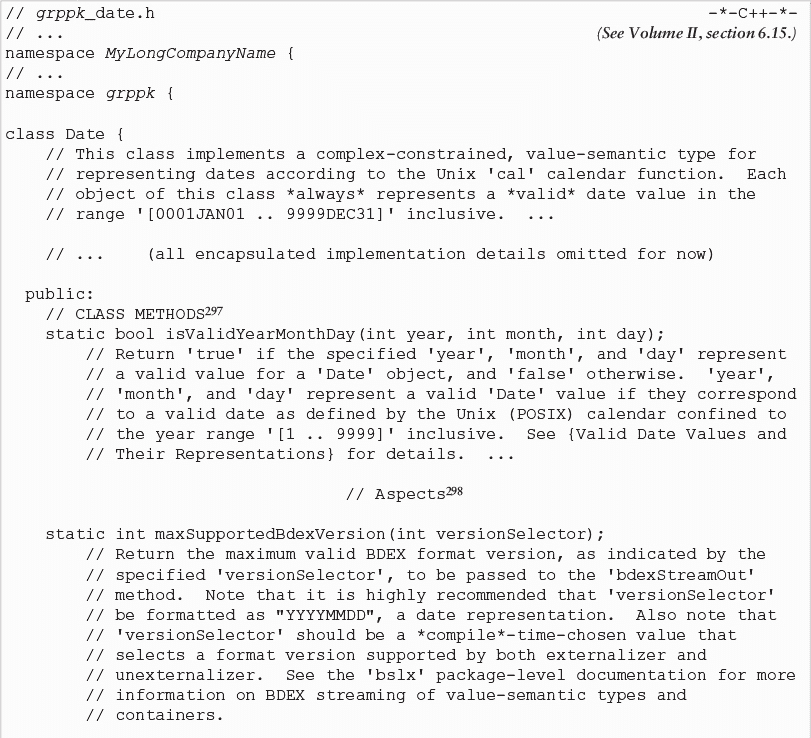 // grppk_date.h -*-C++-*-
// ... (See Volume II, section 6.15.)
namespace MyLongCompanyName {
// ...
namespace grppk {
class Date {
// This class implements a complex-constrained, value-semantic type for
// representing dates according to the Unix 'cal' calendar function. Each
// object of this class *always* represents a *valid* date value in the
// range '[0001JAN01 .. 9999DEC31]' inclusive. ...
// ... (all encapsulated implementation details omitted for now)
public:
// CLASS METHODS297
static bool isValidYearMonthDay(int year, int month, int day);
// Return 'true' if the specified 'year', 'month', and 'day' represent
// a valid value for a 'Date' object, and 'false' otherwise. 'year',
// 'month', and 'day' represent a valid 'Date' value if they correspond
// to a valid date as defined by the Unix (POSIX) calendar confined to
// the year range '[1 .. 9999]' inclusive. See {Valid Date Values and
// Their Representations} for details. ...
// Aspects298
static int maxSupportedBdexVersion(int versionSelector);
// Return the maximum valid BDEX format version, as indicated by the
// specified 'versionSelector', to be passed to the 'bdexStreamOut'
// method. Note that it is highly recommended that 'versionSelector'
// be formatted as "YYYYMMDD", a date representation. Also note that
// 'versionSelector' should be a *compile*-time-chosen value that
// selects a format version supported by both externalizer and
// unexternalizer. See the 'bslx' package-level documentation for more
// information on BDEX streaming of value-semantic types and
// containers.